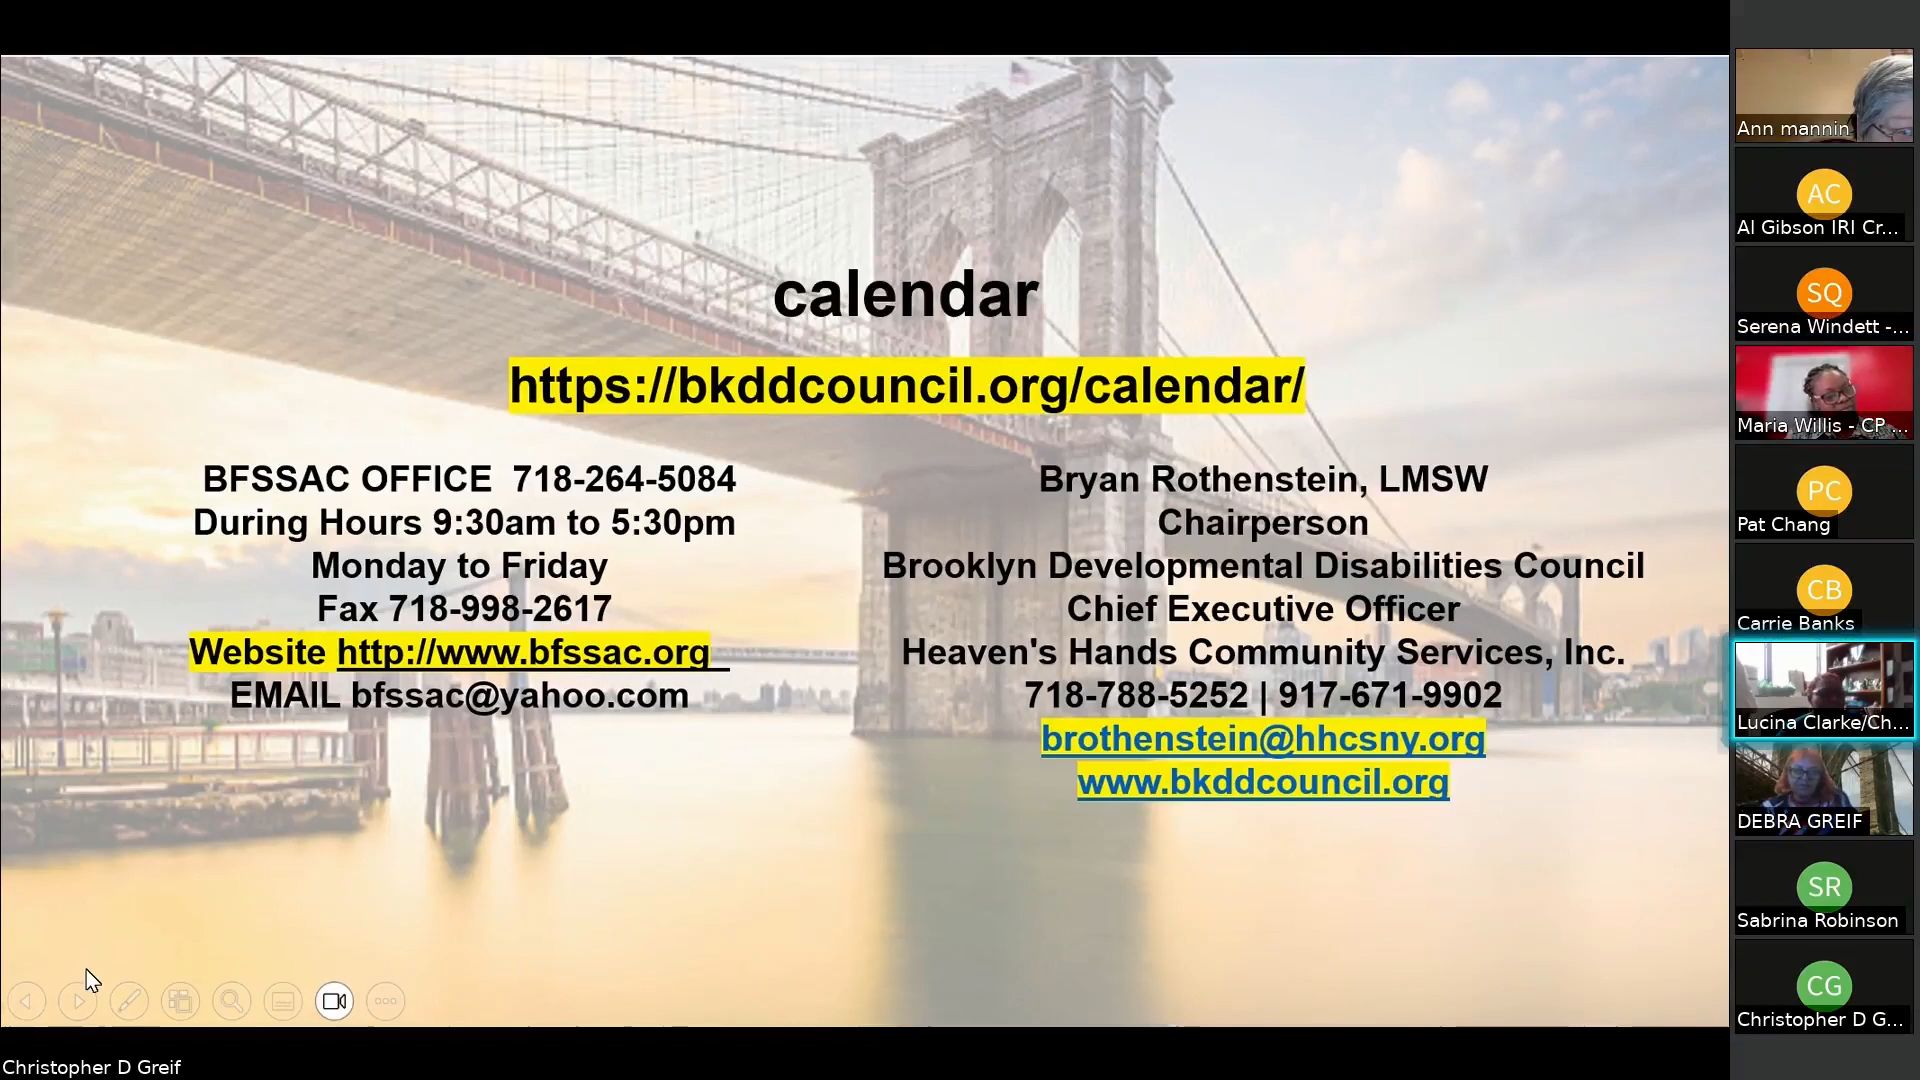 calendar
https://bkddcouncil.org/calendar/
BFSSAC OFFICE  718-264-5084
During Hours 9:30am to 5:30pm
Monday to Friday
Fax 718-998-2617
Website http://www.bfssac.org
EMAIL bfssac@yahoo.com
Bryan Rothenstein, LMSW
Chairperson
Brooklyn Developmental Disabilities Council
Chief Executive Officer
Heaven's Hands Community Services, Inc.
718-788-5252 | 917-671-9902
brothenstein@hhcsny.org
www.bkddcouncil.org
Christopher D Greif
Ann mannin
AC
Al Gibson IRI Cr...
SQ
Serena Windett -...
Maria Willis - CP ...
PC
Pat Chang
CB
Carrie Banks
Lucina Clarke/Ch...
DEBRA GREIF
SR
Sabrina Robinson
CG
Christopher D G...